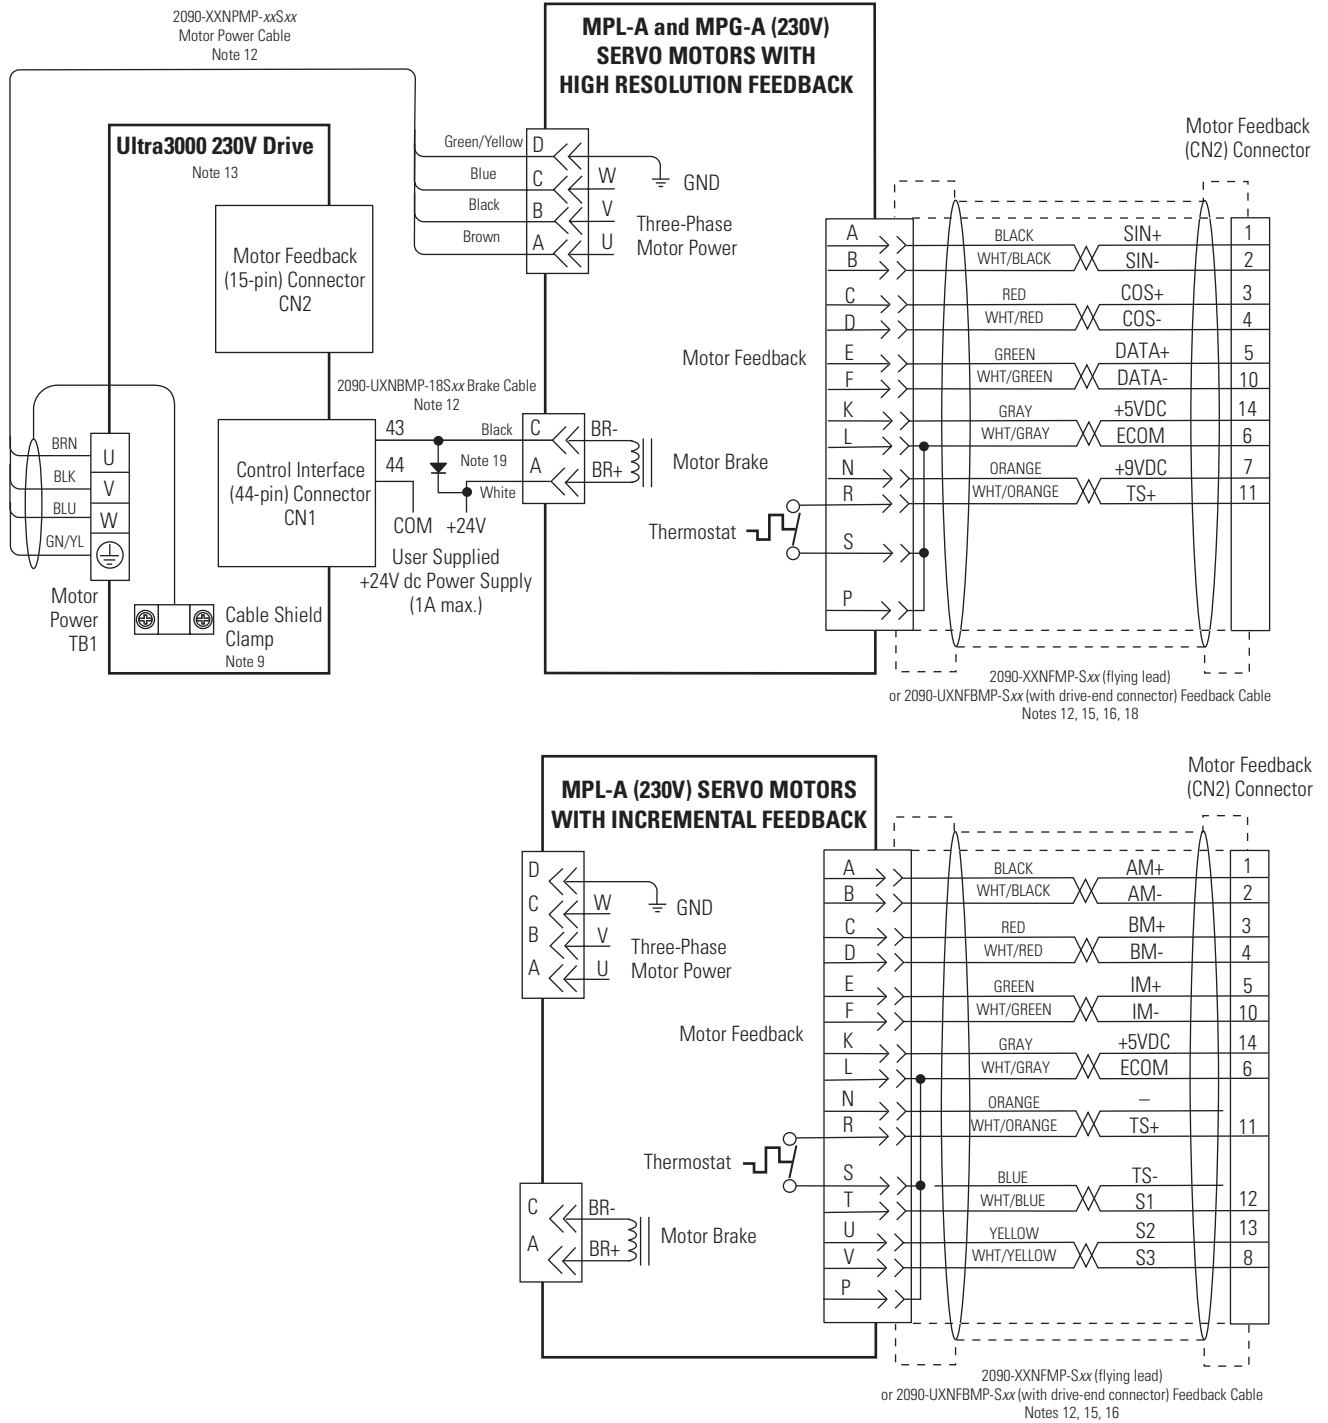 2090-XXNPMP-xxSxx
Motor Power Cable
Note 12
MPL-A and MPG-A (230V)
SERVO MOTORS WITH
HIGH RESOLUTION FEEDBACK
Ultra3000 230V Drive
Note 13
Motor Feedback
(15-pin) Connector
CN2
Green/Yellow
D
Blue
C
W
Black
B
V
Brown
A
U
GND
Three-Phase
Motor Power
Motor Feedback
(CN2) Connector
A
BLACK
SIN+
1
B
WHT/BLACK
SIN-
2
C
RED
COS+
3
D
WHT/RED
COS-
4
Motor Feedback
E
GREEN
DATA+
5
F
WHT/GREEN
DATA-
10
K
GRAY
+5VDC
14
L
WHT/GRAY
ECOM
6
N
ORANGE
+9VDC
7
R
WHT/ORANGE
TS+
11
S
P
Thermostat
2090-UXNBMP-18Sxx Brake Cable
Note 12
43
Black
C
BR-
44
Note 19
A
BR+
White
Motor Brake
Control Interface
(44-pin) Connector
CN1
COM
+24V
User Supplied
+24V dc Power Supply
(1A max.)
BRN
U
BLK
V
BLU
W
GN/YL
Motor
Power
TB1
Cable Shield
Clamp
Note 9
2090-XXNFMP-Sxx (flying lead)
or 2090-UXNFBMP-Sxx (with drive-end connector) Feedback Cable
Notes 12, 15, 16, 18
MPL-A (230V) SERVO MOTORS
WITH INCREMENTAL FEEDBACK
Motor Feedback
(CN2) Connector
D
C
W
B
V
A
U
GND
Three-Phase
Motor Power
A
BLACK
AM+
1
B
WHT/BLACK
AM-
2
C
RED
BM+
3
D
WHT/RED
BM-
4
E
GREEN
IM+
5
F
WHT/GREEN
IM-
10
Motor Feedback
K
GRAY
+5VDC
14
L
WHT/GRAY
ECOM
6
N
ORANGE
–
R
WHT/ORANGE
TS+
11
Thermostat
S
BLUE
TS-
T
WHT/BLUE
S1
12
U
YELLOW
S2
13
V
WHT/YELLOW
S3
8
P
C
BR-
A
BR+
Motor Brake
2090-XXNFMP-Sxx (flying lead)
or 2090-UXNFBMP-Sxx (with drive-end connector) Feedback Cable
Notes 12, 15, 16